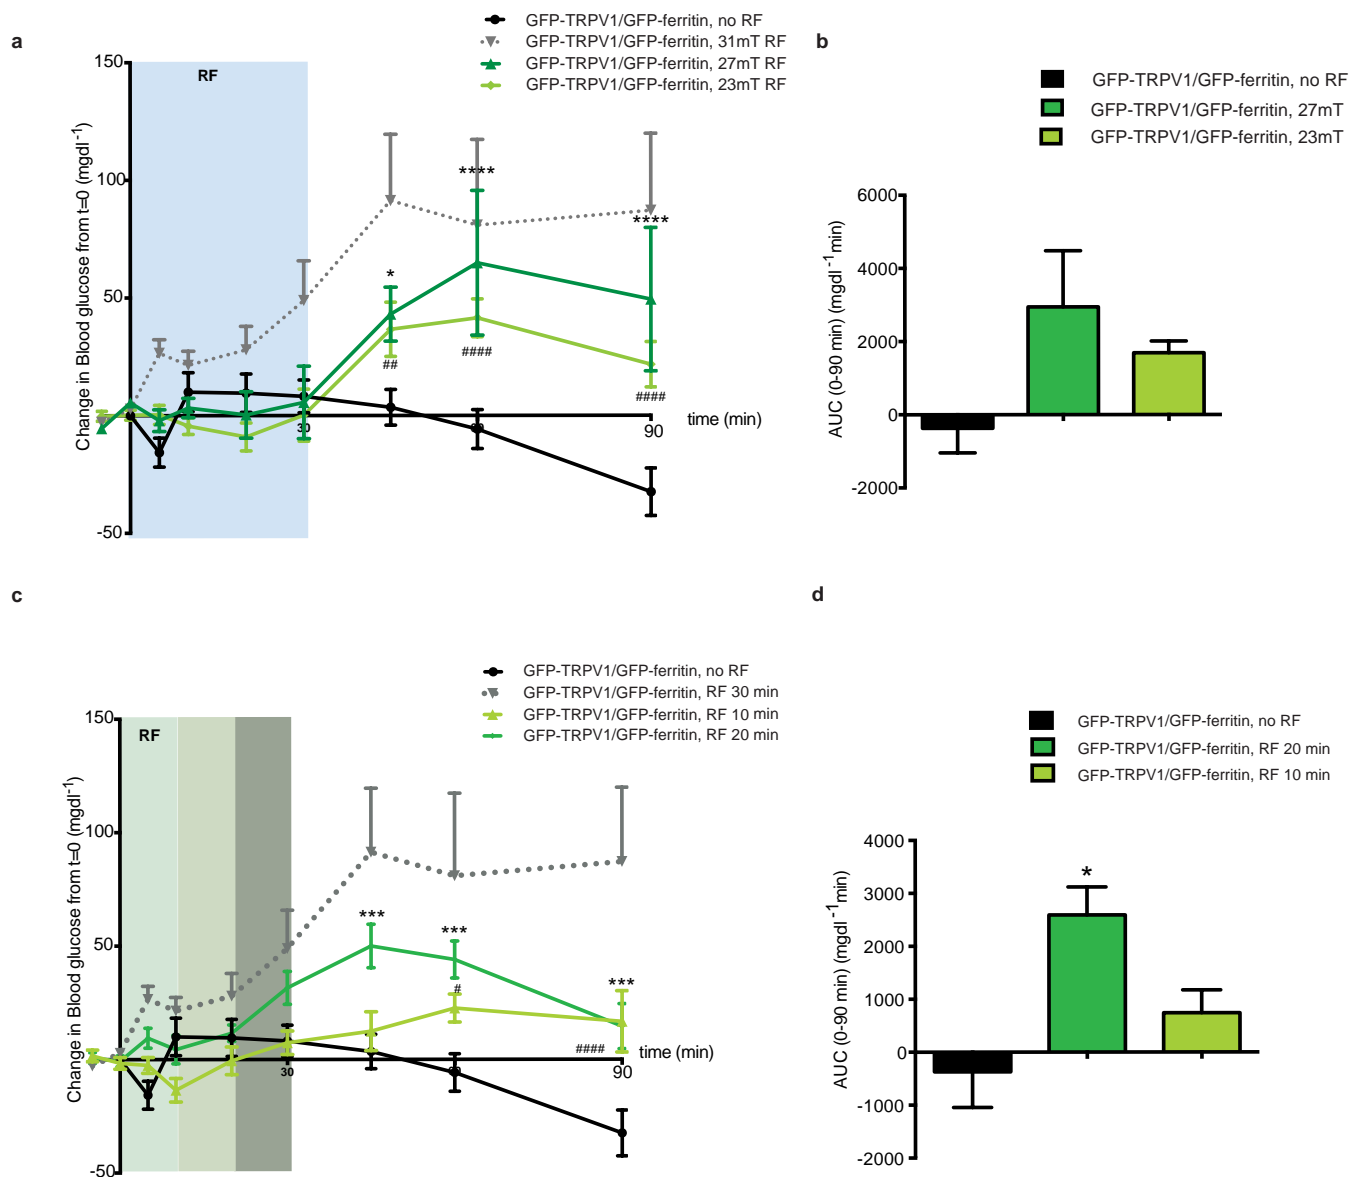 a
GFP-TRPV1/GFP-ferritin, no RF
GFP-TRPV1/GFP-ferritin, 31mT RF
GFP-TRPV1/GFP-ferritin, 27mT RF
GFP-TRPV1/GFP-ferritin, 23mT RF
Change in Blood glucose from t=0 (mgdl-1)
150
100
50
0
-50
RF
*
****
****
##
####
####
30
90
time (min)
b
GFP-TRPV1/GFP-ferritin, no RF
GFP-TRPV1/GFP-ferritin, 27mT
GFP-TRPV1/GFP-ferritin, 23mT
AUC (0-90 min) (mgdl-1min)
6000
4000
2000
0
-2000
c
GFP-TRPV1/GFP-ferritin, no RF
GFP-TRPV1/GFP-ferritin, RF 30 min
GFP-TRPV1/GFP-ferritin, RF 10 min
GFP-TRPV1/GFP-ferritin, RF 20 min
Change in Blood glucose from t=0 (mgdl-1)
150
100
50
0
-50
RF
***
***
***
#
####
30
90
time (min)
d
GFP-TRPV1/GFP-ferritin, no RF
GFP-TRPV1/GFP-ferritin, RF 20 min
GFP-TRPV1/GFP-ferritin, RF 10 min
AUC (0-90 min) (mgdl-1min)
4000
3000
2000
1000
0
-1000
-2000
*